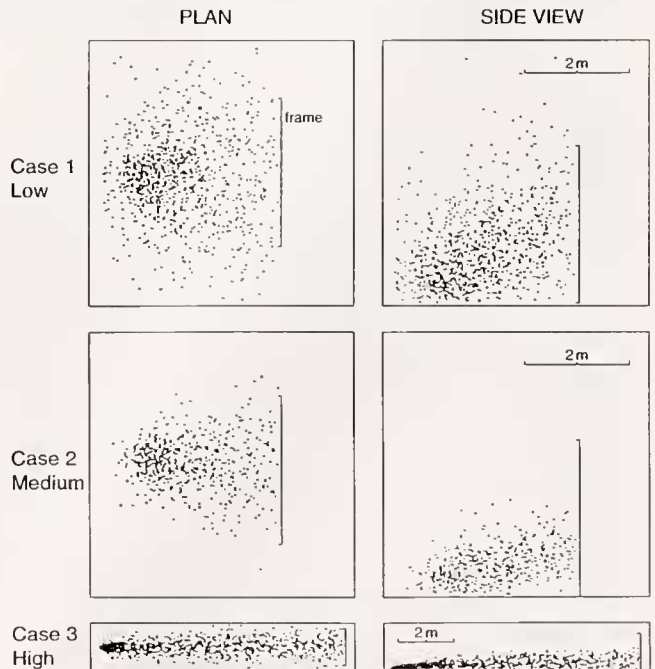 PLAN
SIDE VIEW
2m
frame
Case 1
Low
2m
Case 2
Medium
Case 3
High
2m